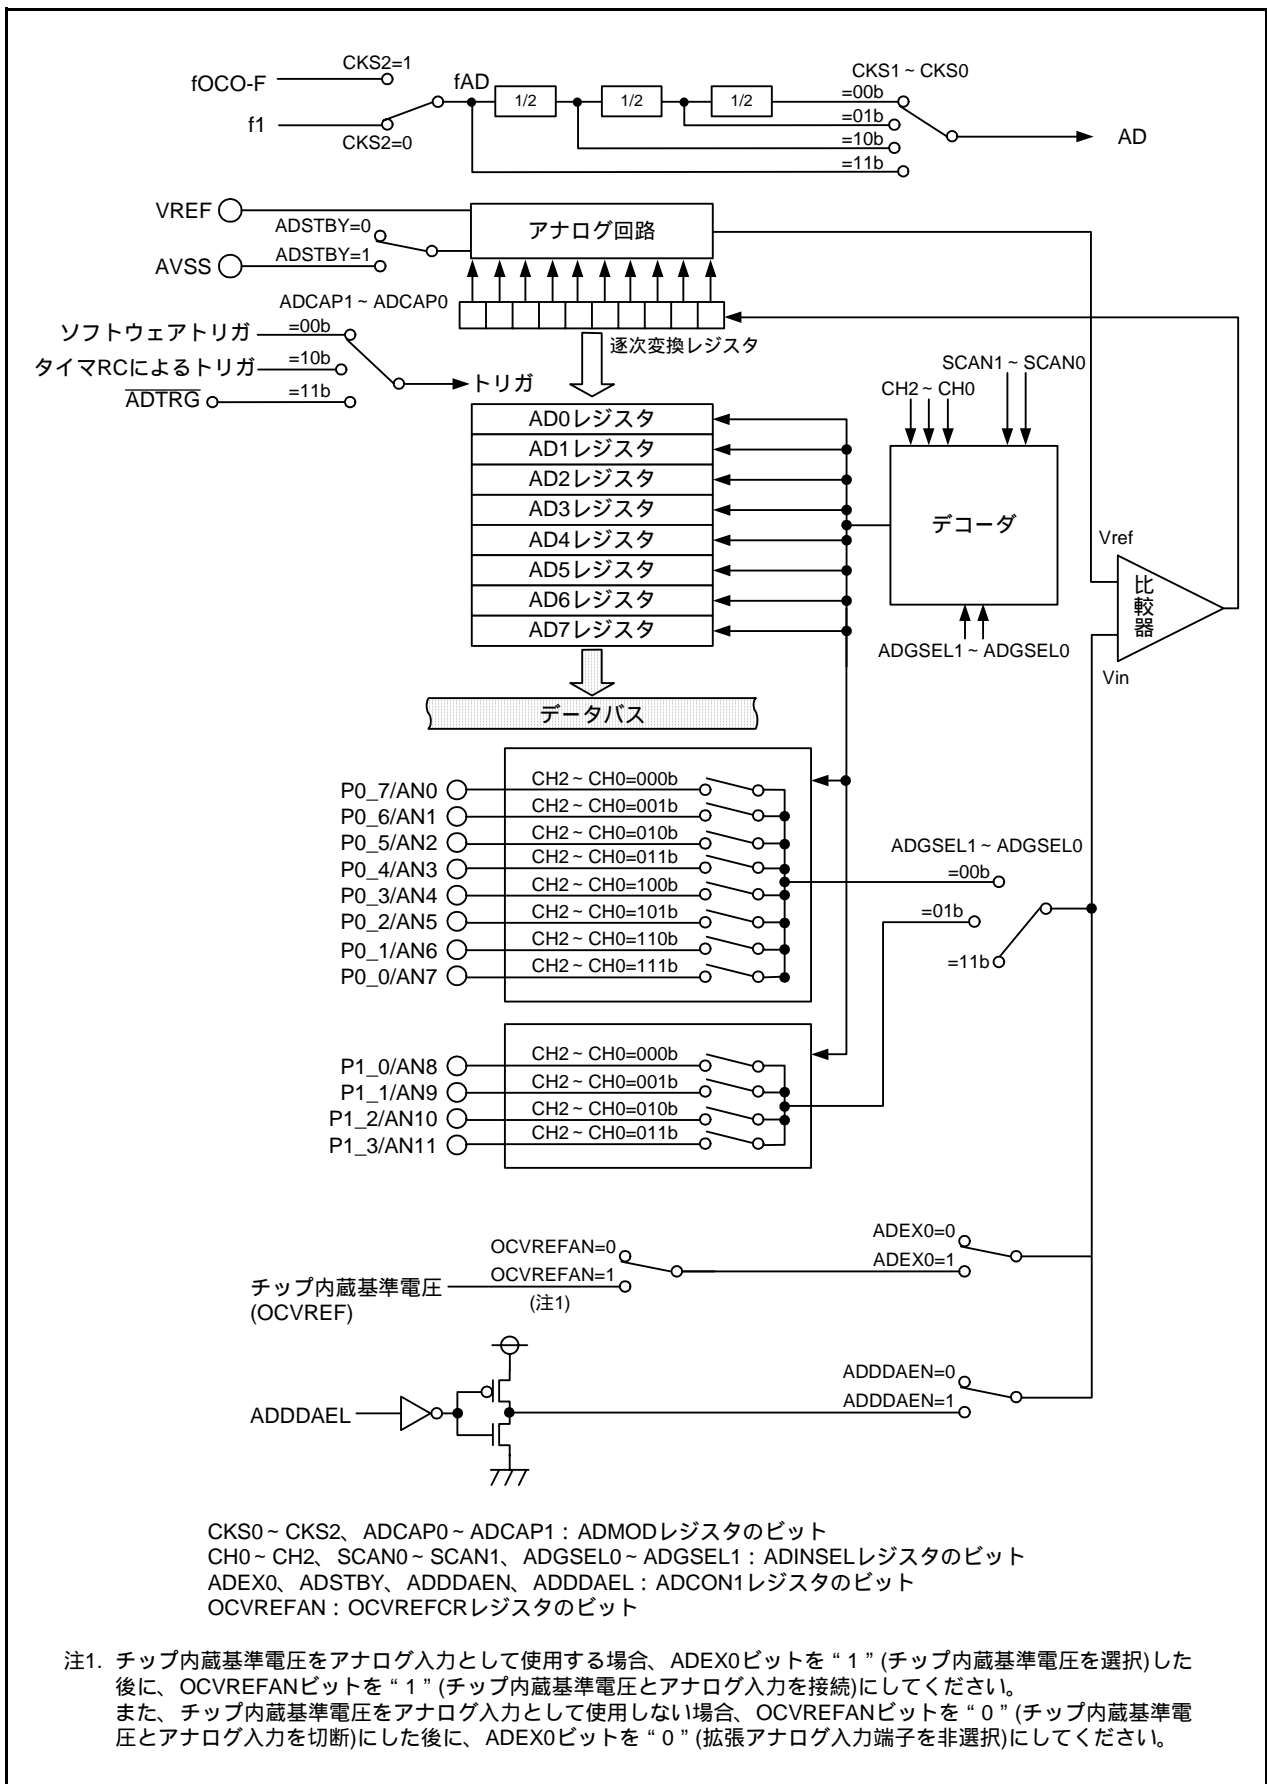 CKS2=1
fOCO-F
fAD
f1
CKS2=0
1/2
1/2
1/2
CKS1～CKS0
=00b
=01b
=10b
=11b
AD
VREF
ADSTBY=0
AVSS
ADSTBY=1
アナログ回路
ADCAP1～ADCAP0
ソフトウェアトリガ
=00b
タイマRCによるトリガ
=10b
ADTRG
=11b
トリガ
逐次変換レジスタ
SCAN1～SCAN0
CH2～CH0
AD0レジスタ
AD1レジスタ
AD2レジスタ
AD3レジスタ
AD4レジスタ
AD5レジスタ
AD6レジスタ
AD7レジスタ
デコーダ
ADGSEL1～ADGSEL0
Vref
比較器
Vin
データバス
P0_7/AN0 CH2～CH0=000b
P0_6/AN1 CH2～CH0=001b
P0_5/AN2 CH2～CH0=010b
P0_4/AN3 CH2～CH0=011b
P0_3/AN4 CH2～CH0=100b
P0_2/AN5 CH2～CH0=101b
P0_1/AN6 CH2～CH0=110b
P0_0/AN7 CH2～CH0=111b
ADGSEL1～ADGSEL0
=00b
=01b
=11b
P1_0/AN8 CH2～CH0=000b
P1_1/AN9 CH2～CH0=001b
P1_2/AN10 CH2～CH0=010b
P1_3/AN11 CH2～CH0=011b
OCVREFAN=0
チップ内蔵基準電圧
(OCVREF)
OCVREFAN=1
(注1)
ADEX0=0
ADEX0=1
ADDDAEL
ADDDAEN=0
ADDDAEN=1
CKS0～CKS2、ADCAP0～ADCAP1：ADMODレジスタのビット
CH0～CH2、SCAN0～SCAN1、ADGSEL0～ADGSEL1：ADINSELレジスタのビット
ADEX0、ADSTBY、ADDDAEN、ADDDAEL：ADCON1レジスタのビット
OCVREFAN：OCVREFCRレジスタのビット
注1. チップ内蔵基準電圧をアナログ入力として使用する場合、ADEX0ビットを“1”(チップ内蔵基準電圧を選択)した
後に、OCVREFANビットを“1”(チップ内蔵基準電圧とアナログ入力を接続)にしてください。
また、チップ内蔵基準電圧をアナログ入力として使用しない場合、OCVREFANビットを“0”(チップ内蔵基準電
圧とアナログ入力を切断)にした後に、ADEX0ビットを“0”(拡張アナログ入力端子を非選択)にしてください。